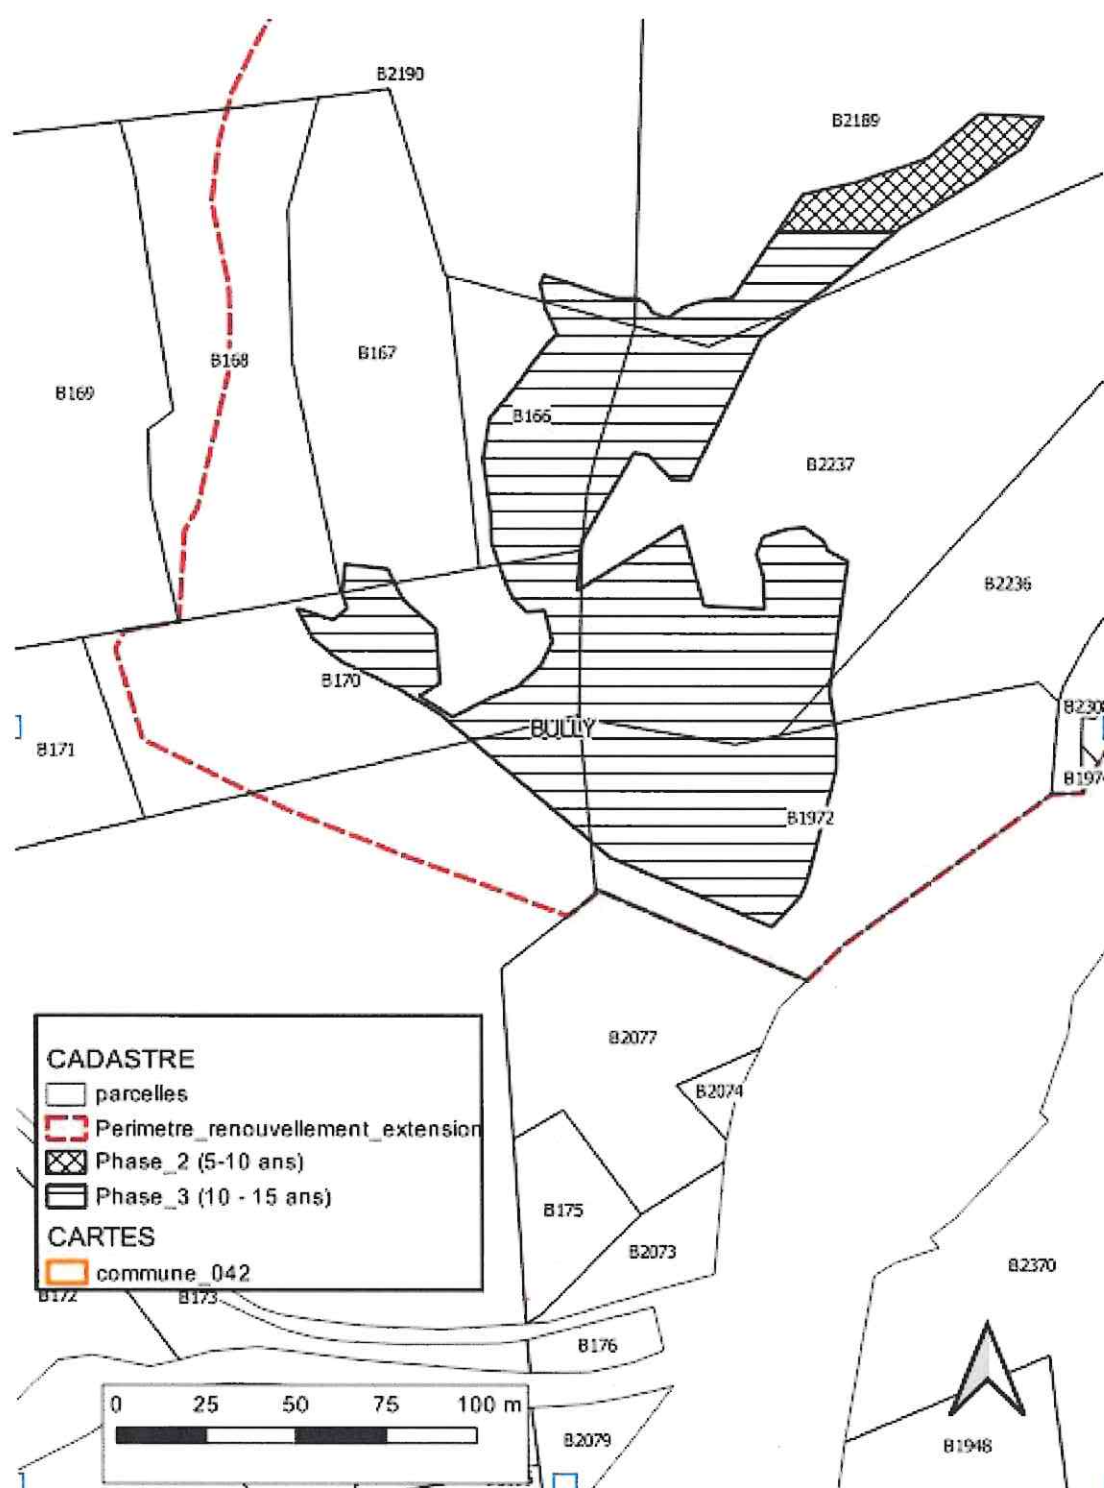 B2190
B2189
B168
B167
B169
B166
B2237
B2236
B170
B171
BULLY
B230
B197
B1972
B2077
B2074
B175
B2073
B2370
CADASTRE
parcelles
Perimetre_renouvellement_extension
Phase_2 (5-10 ans)
Phase_3 (10 - 15 ans)
CARTES
commune_042
B172
B173
B176
0 25 50 75 100 m
B2079
B1948